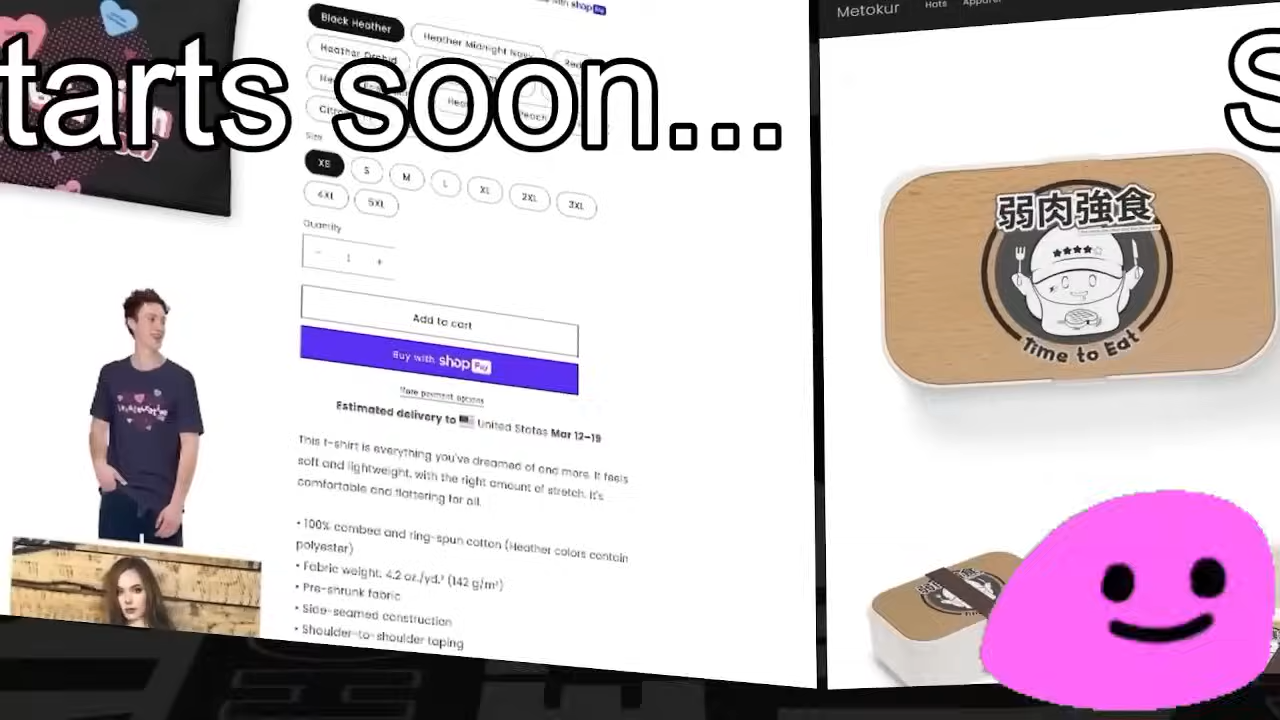 tarts soon...
S
shop Pay
Black Heather
Heather Midnight Navy
Heather Orchid
Peach
Size
XS
S
M
L
XL
2XL
3XL
4XL
5XL
Quantity
- 1 +
Add to cart
Buy with shop Pay
More payment options
Estimated delivery to United States Mar 12–19
This t-shirt is everything you've dreamed of and more. It feels
soft and lightweight, with the right amount of stretch. It's
comfortable and flattering for all.
• 100% combed and ring-spun cotton (Heather colors contain
polyester)
• Fabric weight: 4.2 oz./yd.² (142 g/m²)
• Pre-shrunk fabric
• Side-seamed construction
• Shoulder-to-shoulder taping
Metokur
Hats
Apparel
弱肉強食
Time to Eat